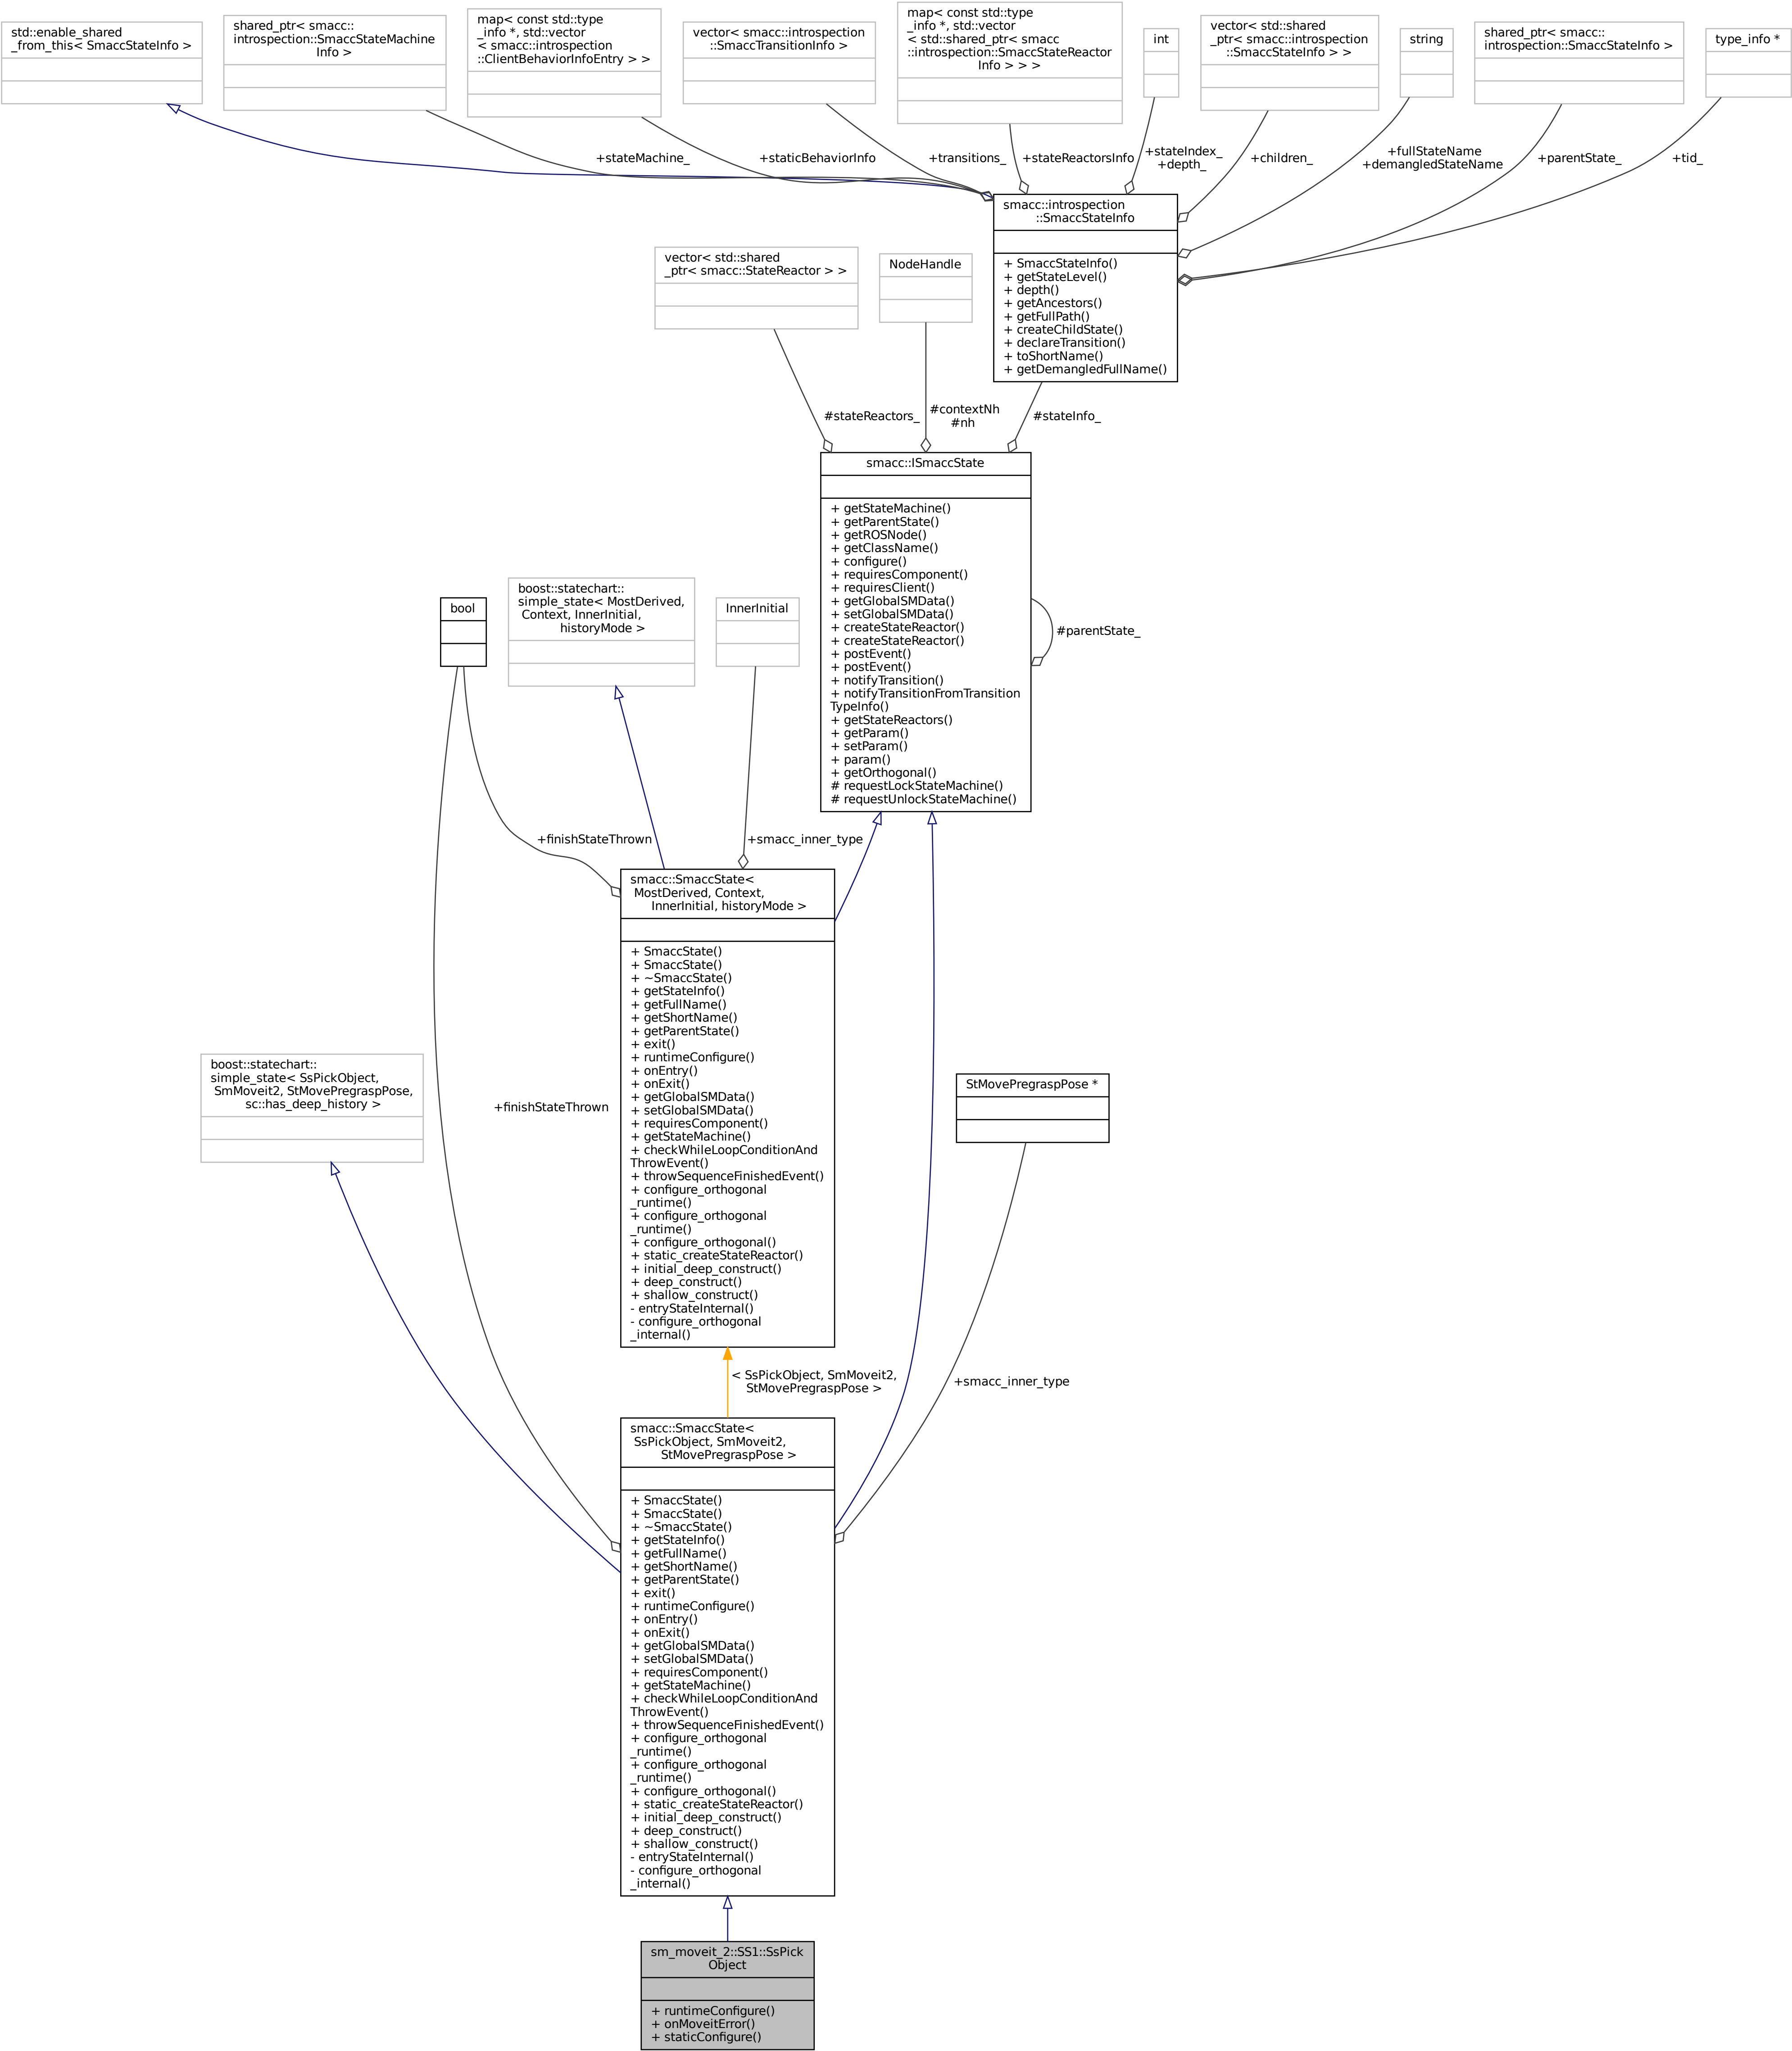 std::enable_shared
_from_this< SmaccStateInfo >
shared_ptr< smacc::
introspection::SmaccStateMachine
Info >
map< const std::type
_info *, std::vector
< smacc::introspection
::ClientBehaviorInfoEntry > >
vector< smacc::introspection
::SmaccTransitionInfo >
map< const std::type
_info *, std::vector
< std::shared_ptr< smacc
::introspection::SmaccStateReactor
Info > > >
int
vector< std::shared
_ptr< smacc::introspection
::SmaccStateInfo > >
string
shared_ptr< smacc::
introspection::SmaccStateInfo >
type_info *
+stateMachine_
+staticBehaviorInfo
+transitions_
+stateReactorsInfo
+stateIndex_
+depth_
+children_
+fullStateName
+demangledStateName
+parentState_
+tid_
smacc::introspection
::SmaccStateInfo
+ SmaccStateInfo()
+ getStateLevel()
+ depth()
+ getAncestors()
+ getFullPath()
+ createChildState()
+ declareTransition()
+ toShortName()
+ getDemangledFullName()
vector< std::shared
_ptr< smacc::StateReactor > >
NodeHandle
#stateReactors_
#contextNh
#nh
#stateInfo_
smacc::ISmaccState
+ getStateMachine()
+ getParentState()
+ getROSNode()
+ getClassName()
+ configure()
+ requiresComponent()
+ requiresClient()
+ getGlobalSMData()
+ setGlobalSMData()
+ createStateReactor()
+ createStateReactor()
+ postEvent()
+ postEvent()
+ notifyTransition()
+ notifyTransitionFromTransition
TypeInfo()
+ getStateReactors()
+ getParam()
+ setParam()
+ param()
+ getOrthogonal()
# requestLockStateMachine()
# requestUnlockStateMachine()
#parentState_
bool
boost::statechart::
simple_state< MostDerived,
Context, InnerInitial,
historyMode >
InnerInitial
+finishStateThrown
+smacc_inner_type
smacc::SmaccState<
MostDerived, Context,
InnerInitial, historyMode >
+ SmaccState()
+ SmaccState()
+ ~SmaccState()
+ getStateInfo()
+ getFullName()
+ getShortName()
+ getParentState()
+ exit()
+ runtimeConfigure()
+ onEntry()
+ onExit()
+ getGlobalSMData()
+ setGlobalSMData()
+ requiresComponent()
+ getStateMachine()
+ checkWhileLoopConditionAnd
ThrowEvent()
+ throwSequenceFinishedEvent()
+ configure_orthogonal
_runtime()
+ configure_orthogonal
_runtime()
+ configure_orthogonal()
+ static_createStateReactor()
+ initial_deep_construct()
+ deep_construct()
+ shallow_construct()
- entryStateInternal()
- configure_orthogonal
_internal()
boost::statechart::
simple_state< SsPickObject,
SmMoveit2, StMovePregraspPose,
sc::has_deep_history >
+finishStateThrown
StMovePregraspPose *
< SsPickObject, SmMoveit2,
StMovePregraspPose >
+smacc_inner_type
smacc::SmaccState<
SsPickObject, SmMoveit2,
StMovePregraspPose >
+ SmaccState()
+ SmaccState()
+ ~SmaccState()
+ getStateInfo()
+ getFullName()
+ getShortName()
+ getParentState()
+ exit()
+ runtimeConfigure()
+ onEntry()
+ onExit()
+ getGlobalSMData()
+ setGlobalSMData()
+ requiresComponent()
+ getStateMachine()
+ checkWhileLoopConditionAnd
ThrowEvent()
+ throwSequenceFinishedEvent()
+ configure_orthogonal
_runtime()
+ configure_orthogonal
_runtime()
+ configure_orthogonal()
+ static_createStateReactor()
+ initial_deep_construct()
+ deep_construct()
+ shallow_construct()
- entryStateInternal()
- configure_orthogonal
_internal()
sm_moveit_2::SS1::SsPick
Object
+ runtimeConfigure()
+ onMoveitError()
+ staticConfigure()